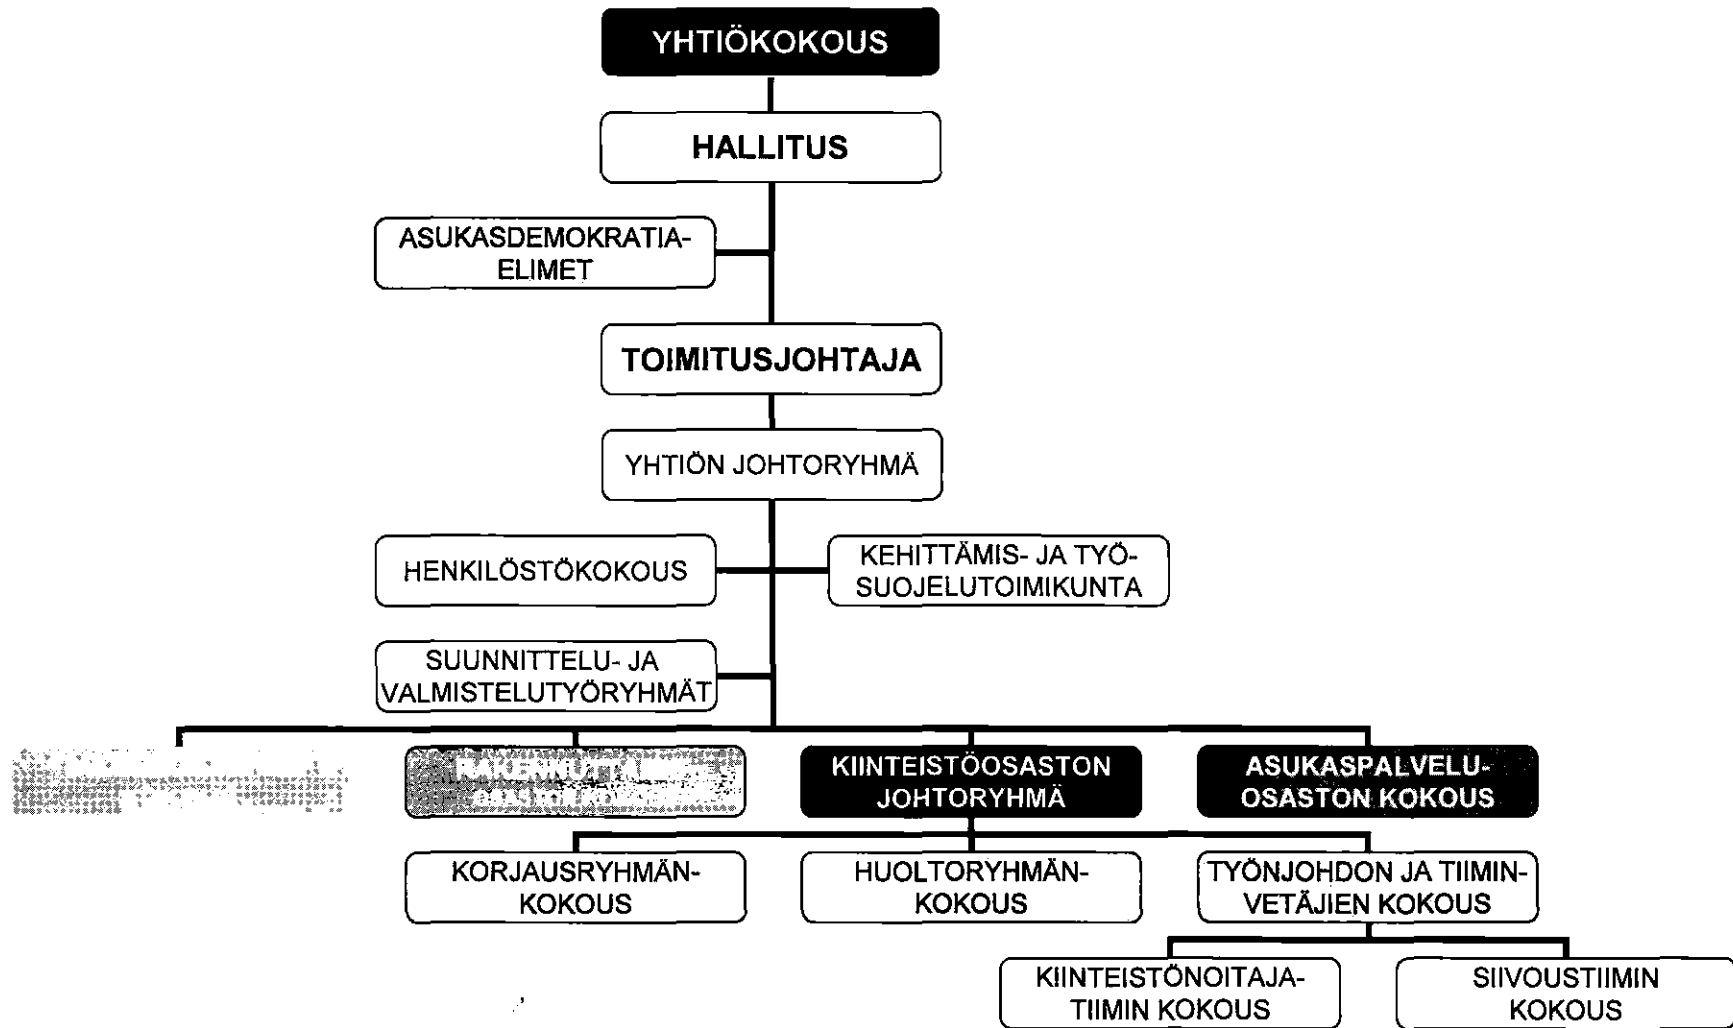 YHTIÖKOKOUS
HALLITUS
ASUKASDEMOKRATIA-
ELIMET
TOIMITUSJOHTAJA
YHTIÖN JOHTORYHMÄ
HENKILÖSTÖKOKOUS
KEHITTÄMIS- JA TYÖ-
SUOJELUTOIMIKUNTA
SUUNNITTELU- JA
VALMISTELUTYÖRYHMÄT
KIINTEISTÖOSASTON
JOHTORYHMÄ
ASUKASPALVELU-
OSASTON KOKOUS
KORJAUSRYHMÄN-
KOKOUS
HUOLTORYHMÄN-
KOKOUS
TYÖNJOHDON JA TIIMIN-
VETÄJIEN KOKOUS
KIINTEISTÖNOITAJA-
TIIMIN KOKOUS
SIIVOUSTIIMIN
KOKOUS